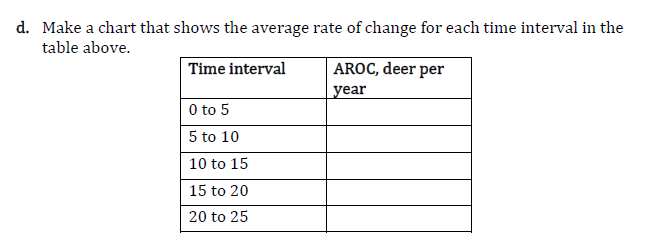 d. Make a chart that shows the average rate of change for each time interval in the
table above.
Time interval AROC, deer per
year
0 to 5
5 to 10
10 to 15
15 to 20
20 to 25